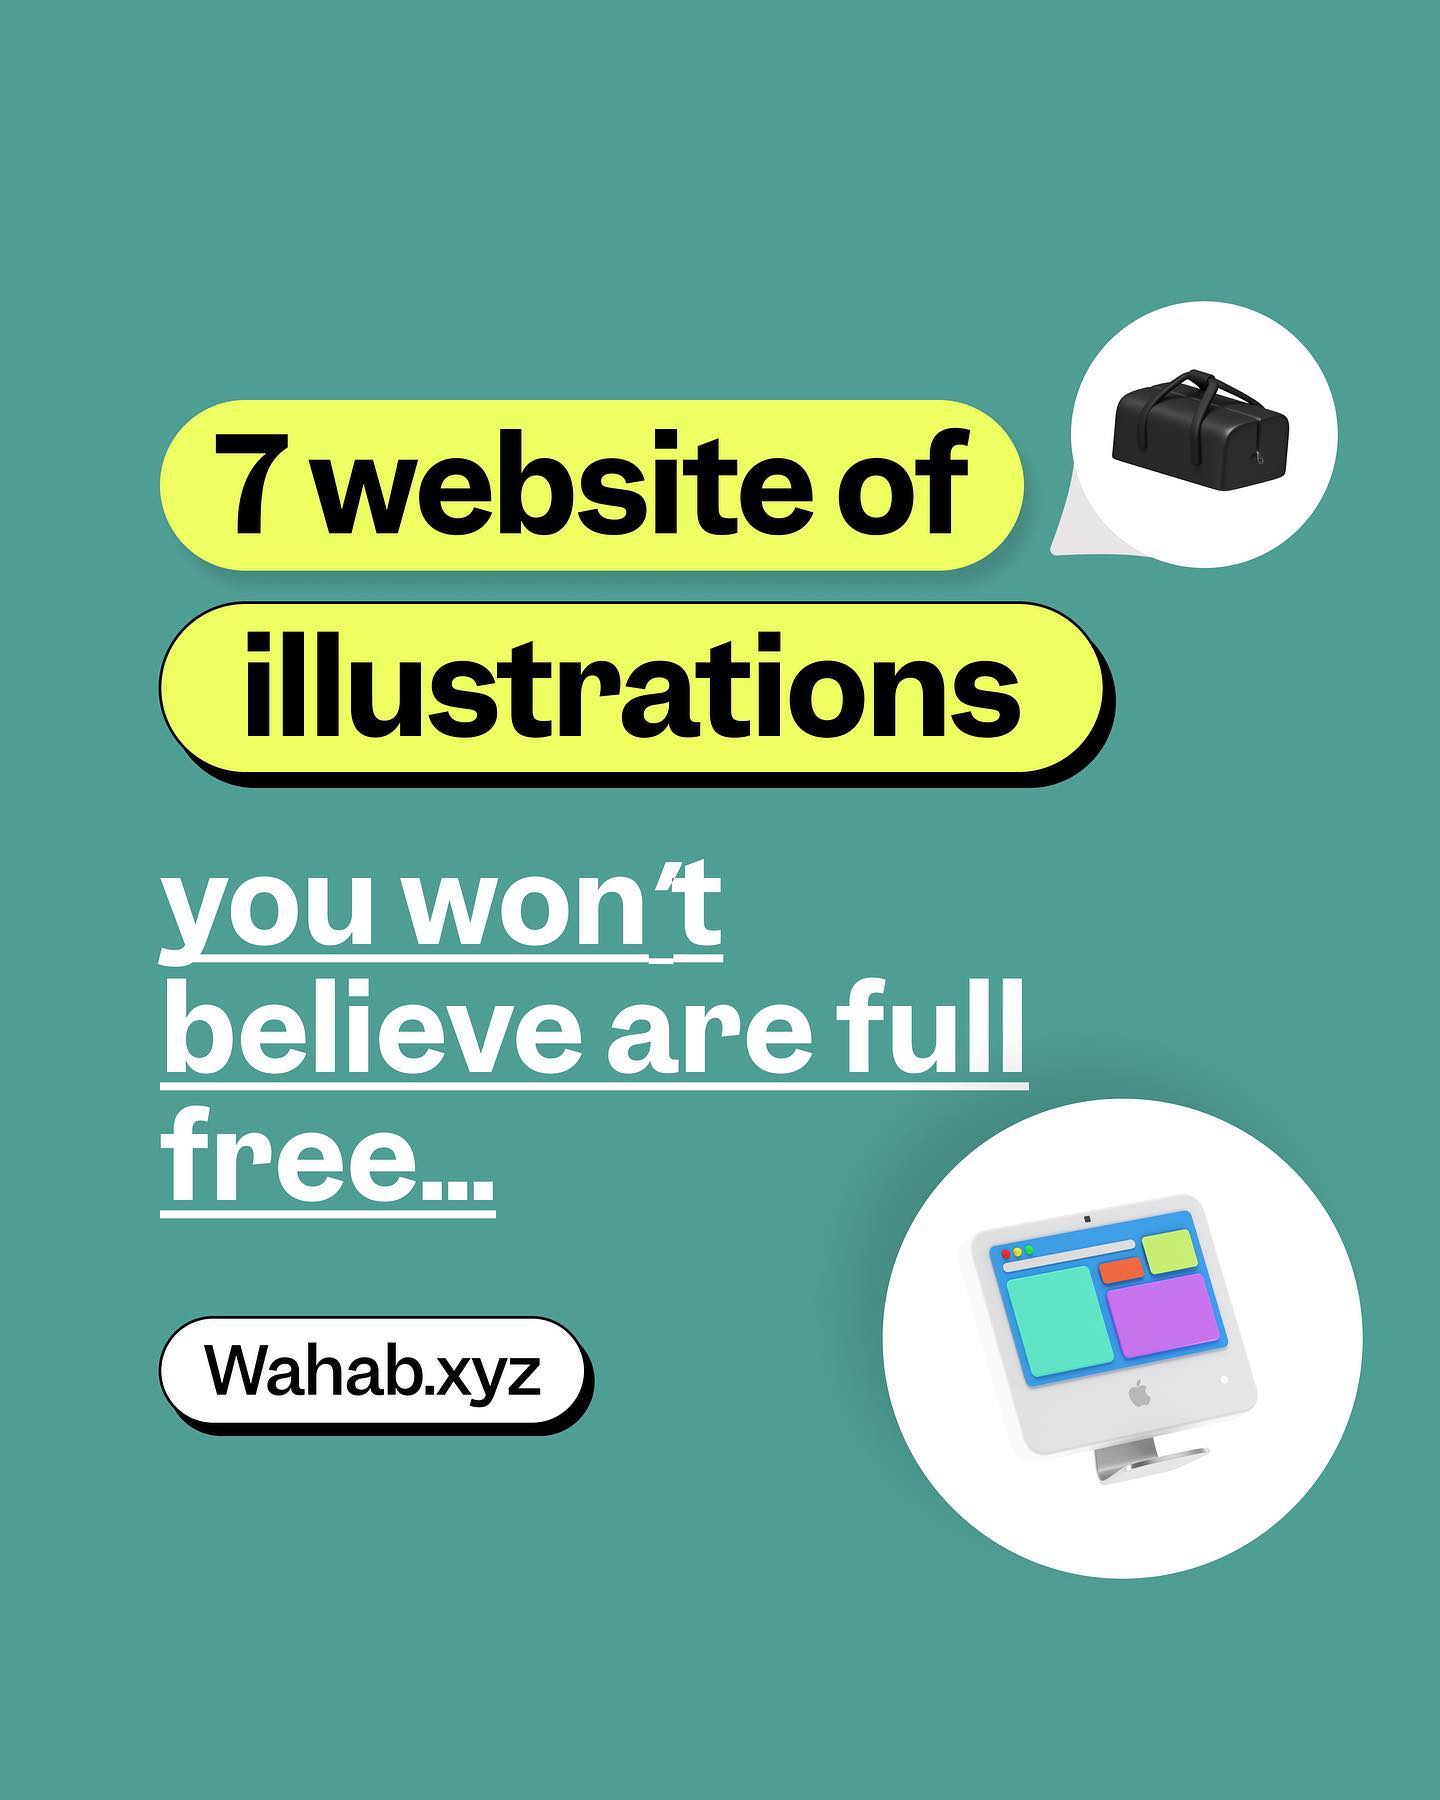 7 website of
illustrations
you won’t
believe are full
free...
Wahab.xyz